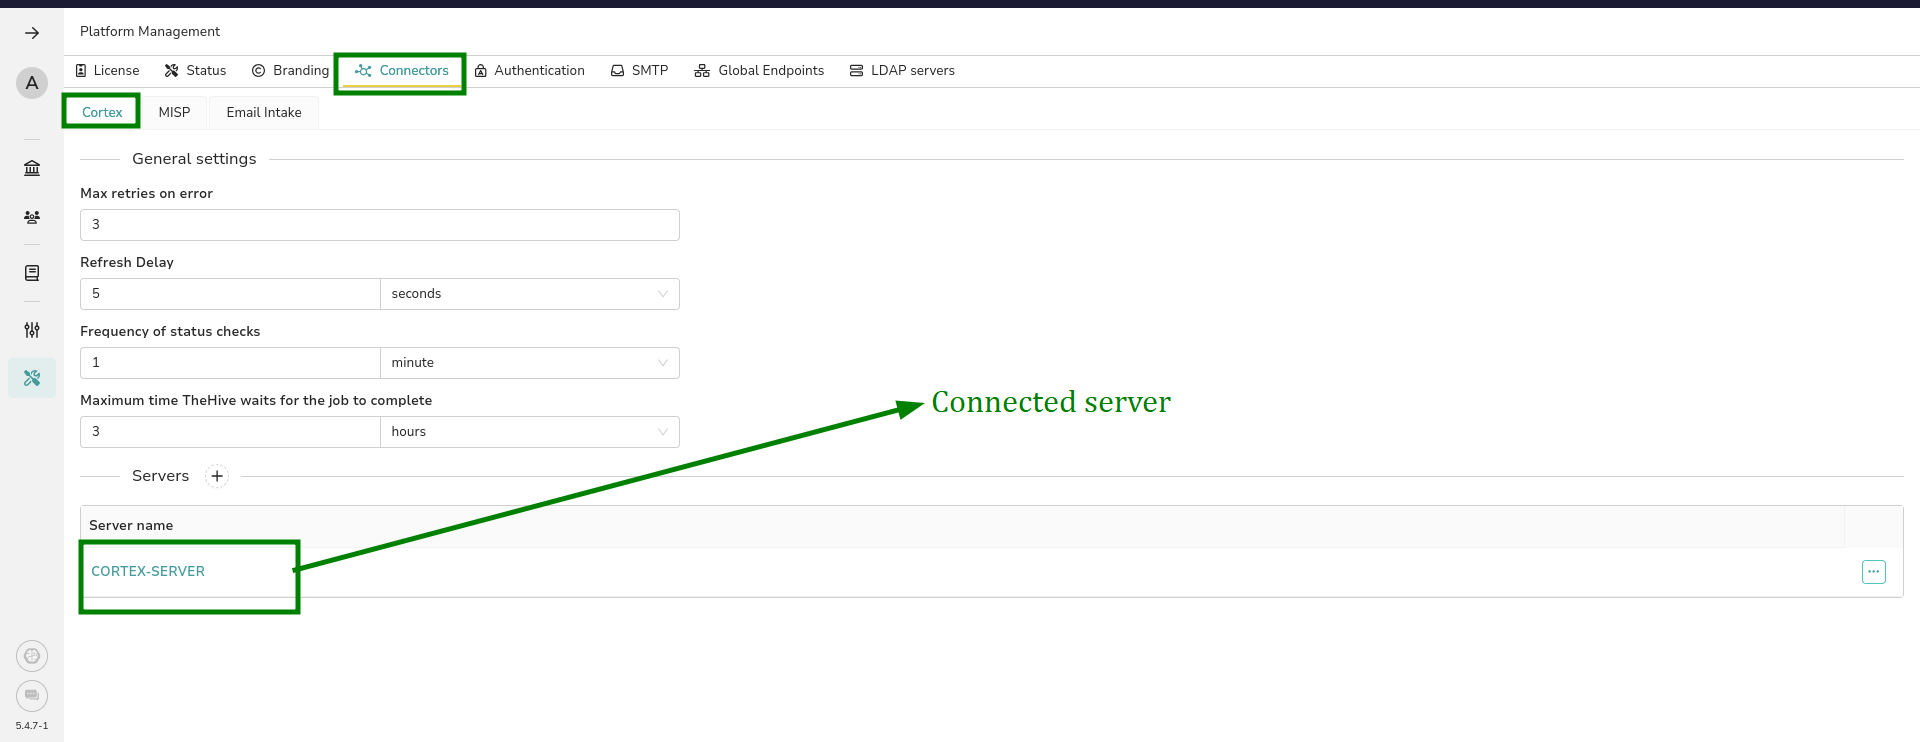 Platform Management
License Status Branding Connectors Authentication SMTP Global Endpoints LDAP servers
A
Cortex MISP Email Intake
General settings
Max retries on error
3
Refresh Delay
5 seconds
Frequency of status checks
1 minute
Maximum time TheHive waits for the job to complete
Connected server
3 hours
Servers
Server name
CORTEX-SERVER
5.4.7-1